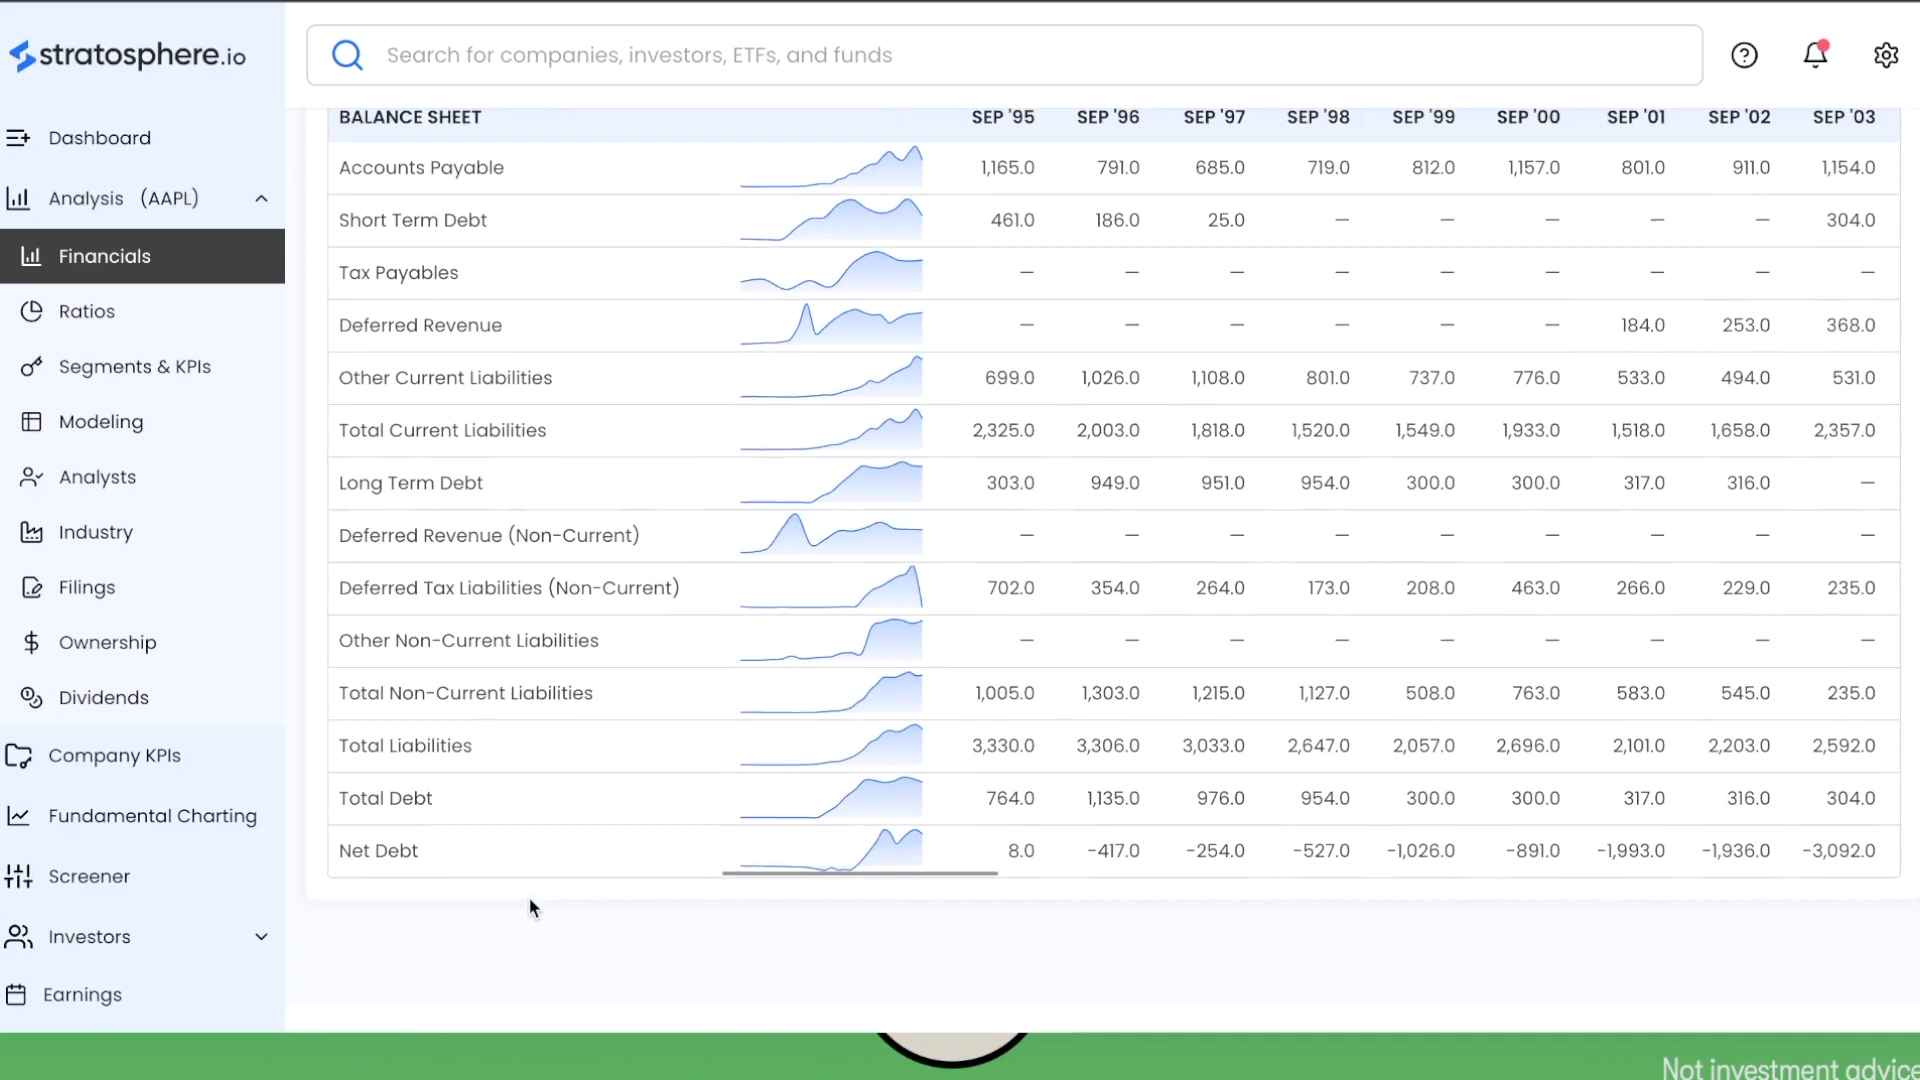 stratosphere.io
Search for companies, investors, ETFs, and funds
Dashboard
Analysis (AAPL)
Financials
Ratios
Segments & KPIs
Modeling
Analysts
Industry
Filings
Ownership
Dividends
Company KPIs
Fundamental Charting
Screener
Investors
Earnings
BALANCE SHEET SEP '95 SEP '96 SEP '97 SEP '98 SEP '99 SEP '00 SEP '01 SEP '02 SEP '03
Accounts Payable 1,165.0 791.0 685.0 719.0 812.0 1,157.0 801.0 911.0 1,154.0
Short Term Debt 461.0 186.0 25.0 — — — — — 304.0
Tax Payables — — — — — — — — —
Deferred Revenue — — — — — — 184.0 253.0 368.0
Other Current Liabilities 699.0 1,026.0 1,108.0 801.0 737.0 776.0 533.0 494.0 531.0
Total Current Liabilities 2,325.0 2,003.0 1,818.0 1,520.0 1,549.0 1,933.0 1,518.0 1,658.0 2,357.0
Long Term Debt 303.0 949.0 951.0 954.0 300.0 300.0 317.0 316.0 —
Deferred Revenue (Non-Current) — — — — — — — — —
Deferred Tax Liabilities (Non-Current) 702.0 354.0 264.0 173.0 208.0 463.0 266.0 229.0 235.0
Other Non-Current Liabilities — — — — — — — — —
Total Non-Current Liabilities 1,005.0 1,303.0 1,215.0 1,127.0 508.0 763.0 583.0 545.0 235.0
Total Liabilities 3,330.0 3,306.0 3,033.0 2,647.0 2,057.0 2,696.0 2,101.0 2,203.0 2,592.0
Total Debt 764.0 1,135.0 976.0 954.0 300.0 300.0 317.0 316.0 304.0
Net Debt 8.0 -417.0 -254.0 -527.0 -1,026.0 -891.0 -1,993.0 -1,936.0 -3,092.0
Not investment advice